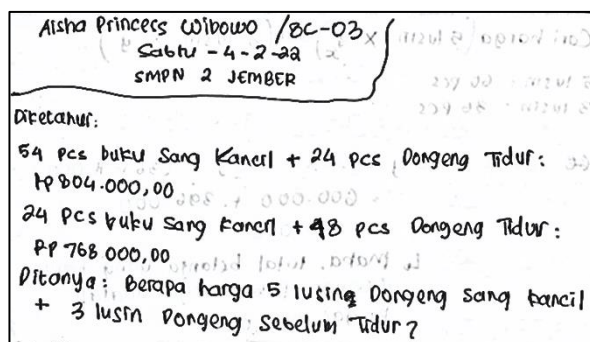 Aisha Princess Wibowo / 8C-03
Sabtu - 4-2-22
SMPN 2 JEMBER
Diketahui:
54 pcs buku Sang Kancil + 24 pcs Dongeng Tidur:
Rp 804.000,00
24 pcs buku Sang Kancil + 48 pcs Dongeng Tidur:
RP 768 000,00
Ditanya: Berapa harga 5 lusing Dongeng Sang kancil
+ 3 lusin Dongeng Sebelum Tidur?